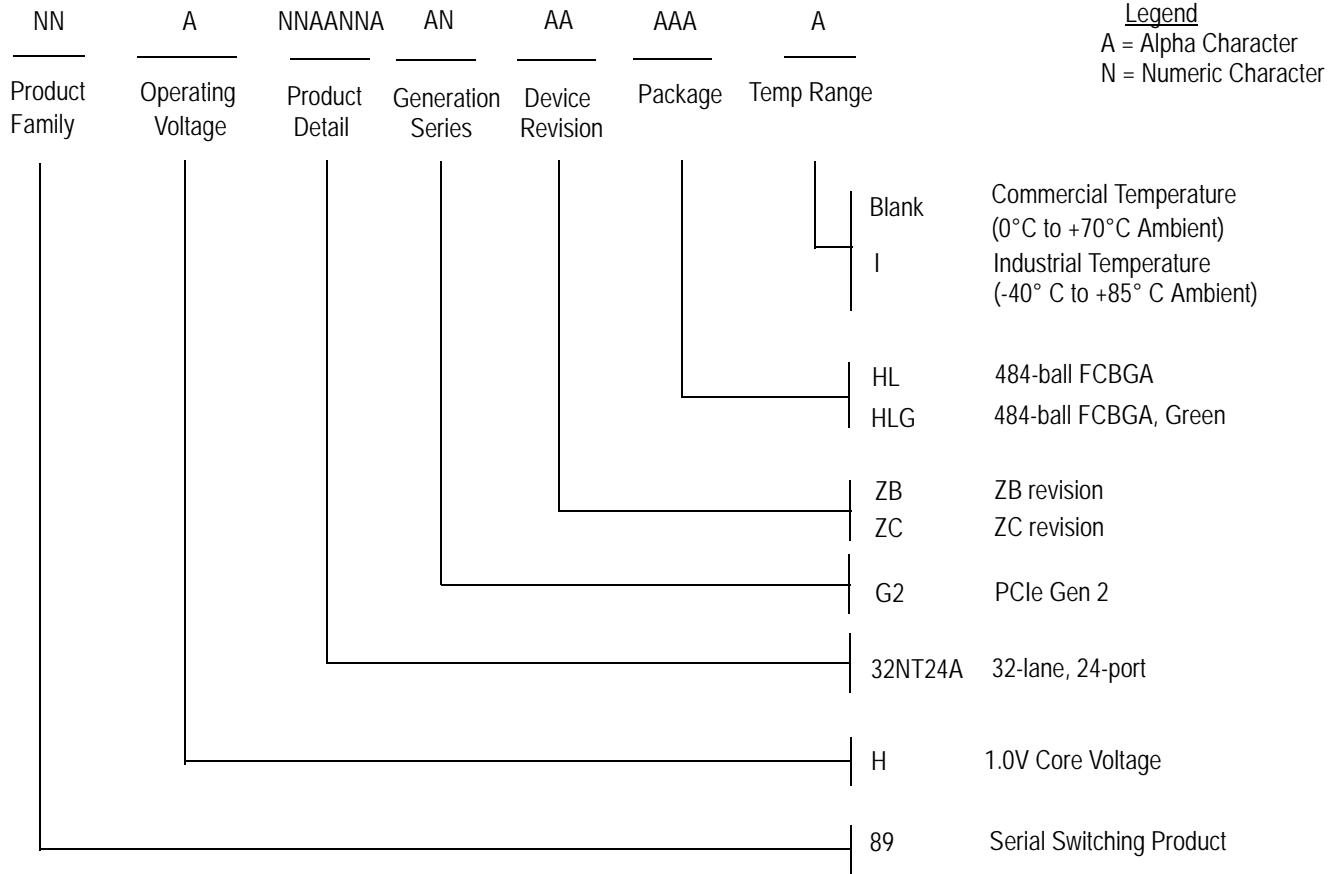 NN A NNAANNA AN AA AAA A
Legend
A = Alpha Character
N = Numeric Character
Product Family
Operating Voltage
Product Detail
Generation Series
Device Revision
Package
Temp Range
Blank Commercial Temperature
(0°C to +70°C Ambient)
I Industrial Temperature
(-40° C to +85° C Ambient)
HL 484-ball FCBGA
HLG 484-ball FCBGA, Green
ZB ZB revision
ZC ZC revision
G2 PCIe Gen 2
32NT24A 32-lane, 24-port
H 1.0V Core Voltage
89 Serial Switching Product